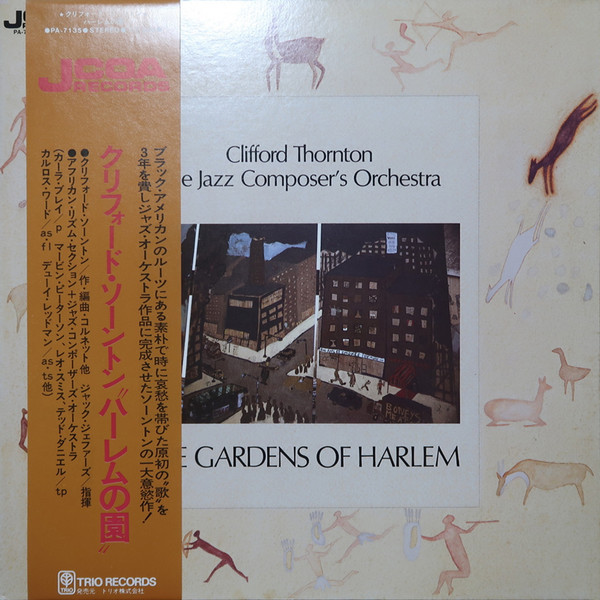 ●PA-7135●STEREO●
JCOA
RECORDS
ブラック・アメリカンのルーツにある素朴で時に哀愁を帯びた原初の“歌”を
3年を費しジャズ・オーケストラ作品に完成させたソーントンの一大意慾作!
クリフォード・ソーントン“ハーレムの園”
●クリフォード・ソーントン/作・編曲・コルネット他 ジャック・ジェファーズ/指揮
●アフリカン・リズム・セクション+ジャズ・コンポーザーズ・オーケストラ
(カーラ・ブレイ/p マービン・ピーターソン、レオ・スミス、テッド・ダニエル/tp
カルロス・ワード/as・fl デューイ・レッドマン/as・ts他)
TRIO
TRIO RECORDS
発売元 トリオ株式会社
Clifford Thornton
e Jazz Composer's Orchestra
E GARDENS OF HARLEM